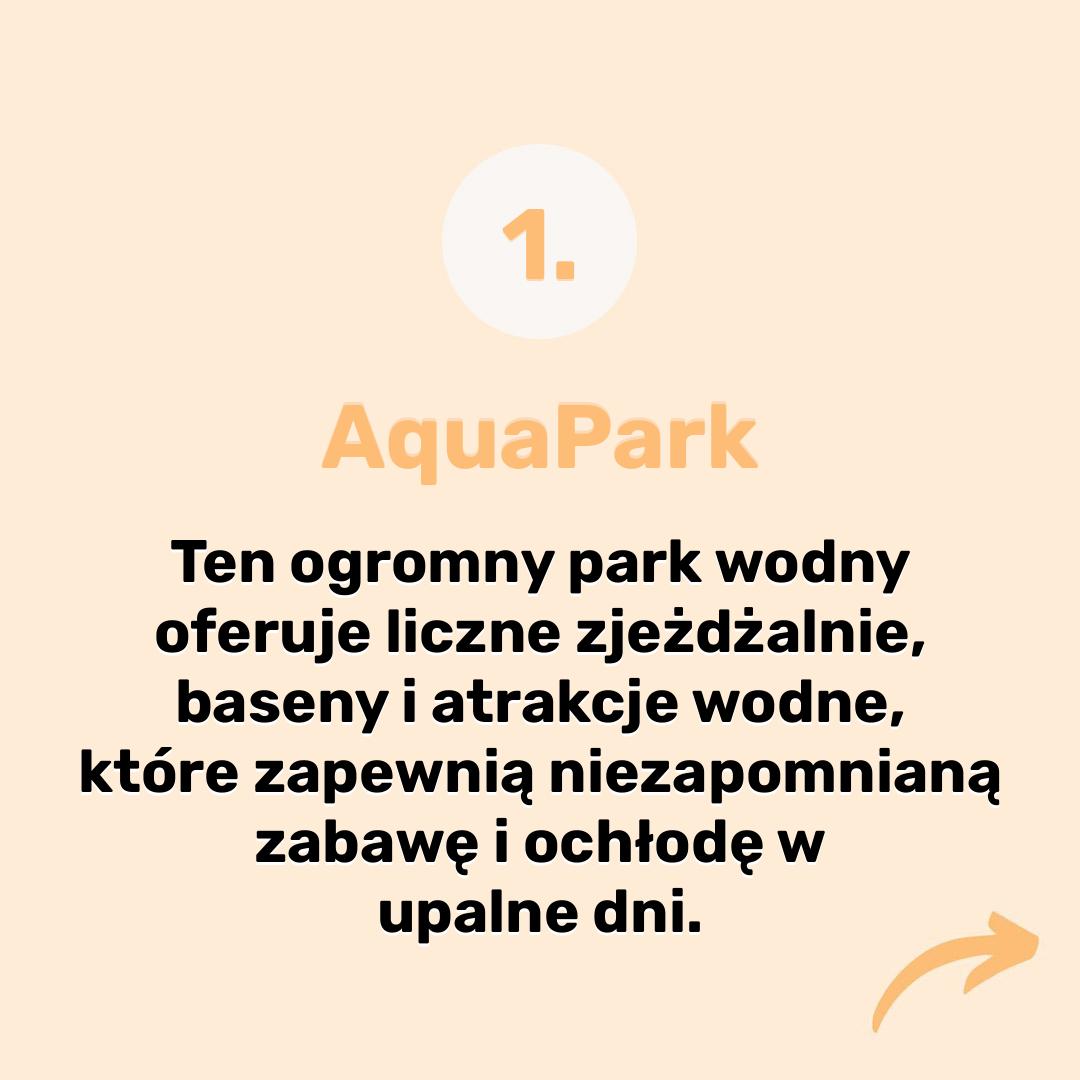 1.
AquaPark
Ten ogromny park wodny
oferuje liczne zjeżdżalnie,
baseny i atrakcje wodne,
które zapewnią niezapomnianą
zabawę i ochłodę w
upalne dni.